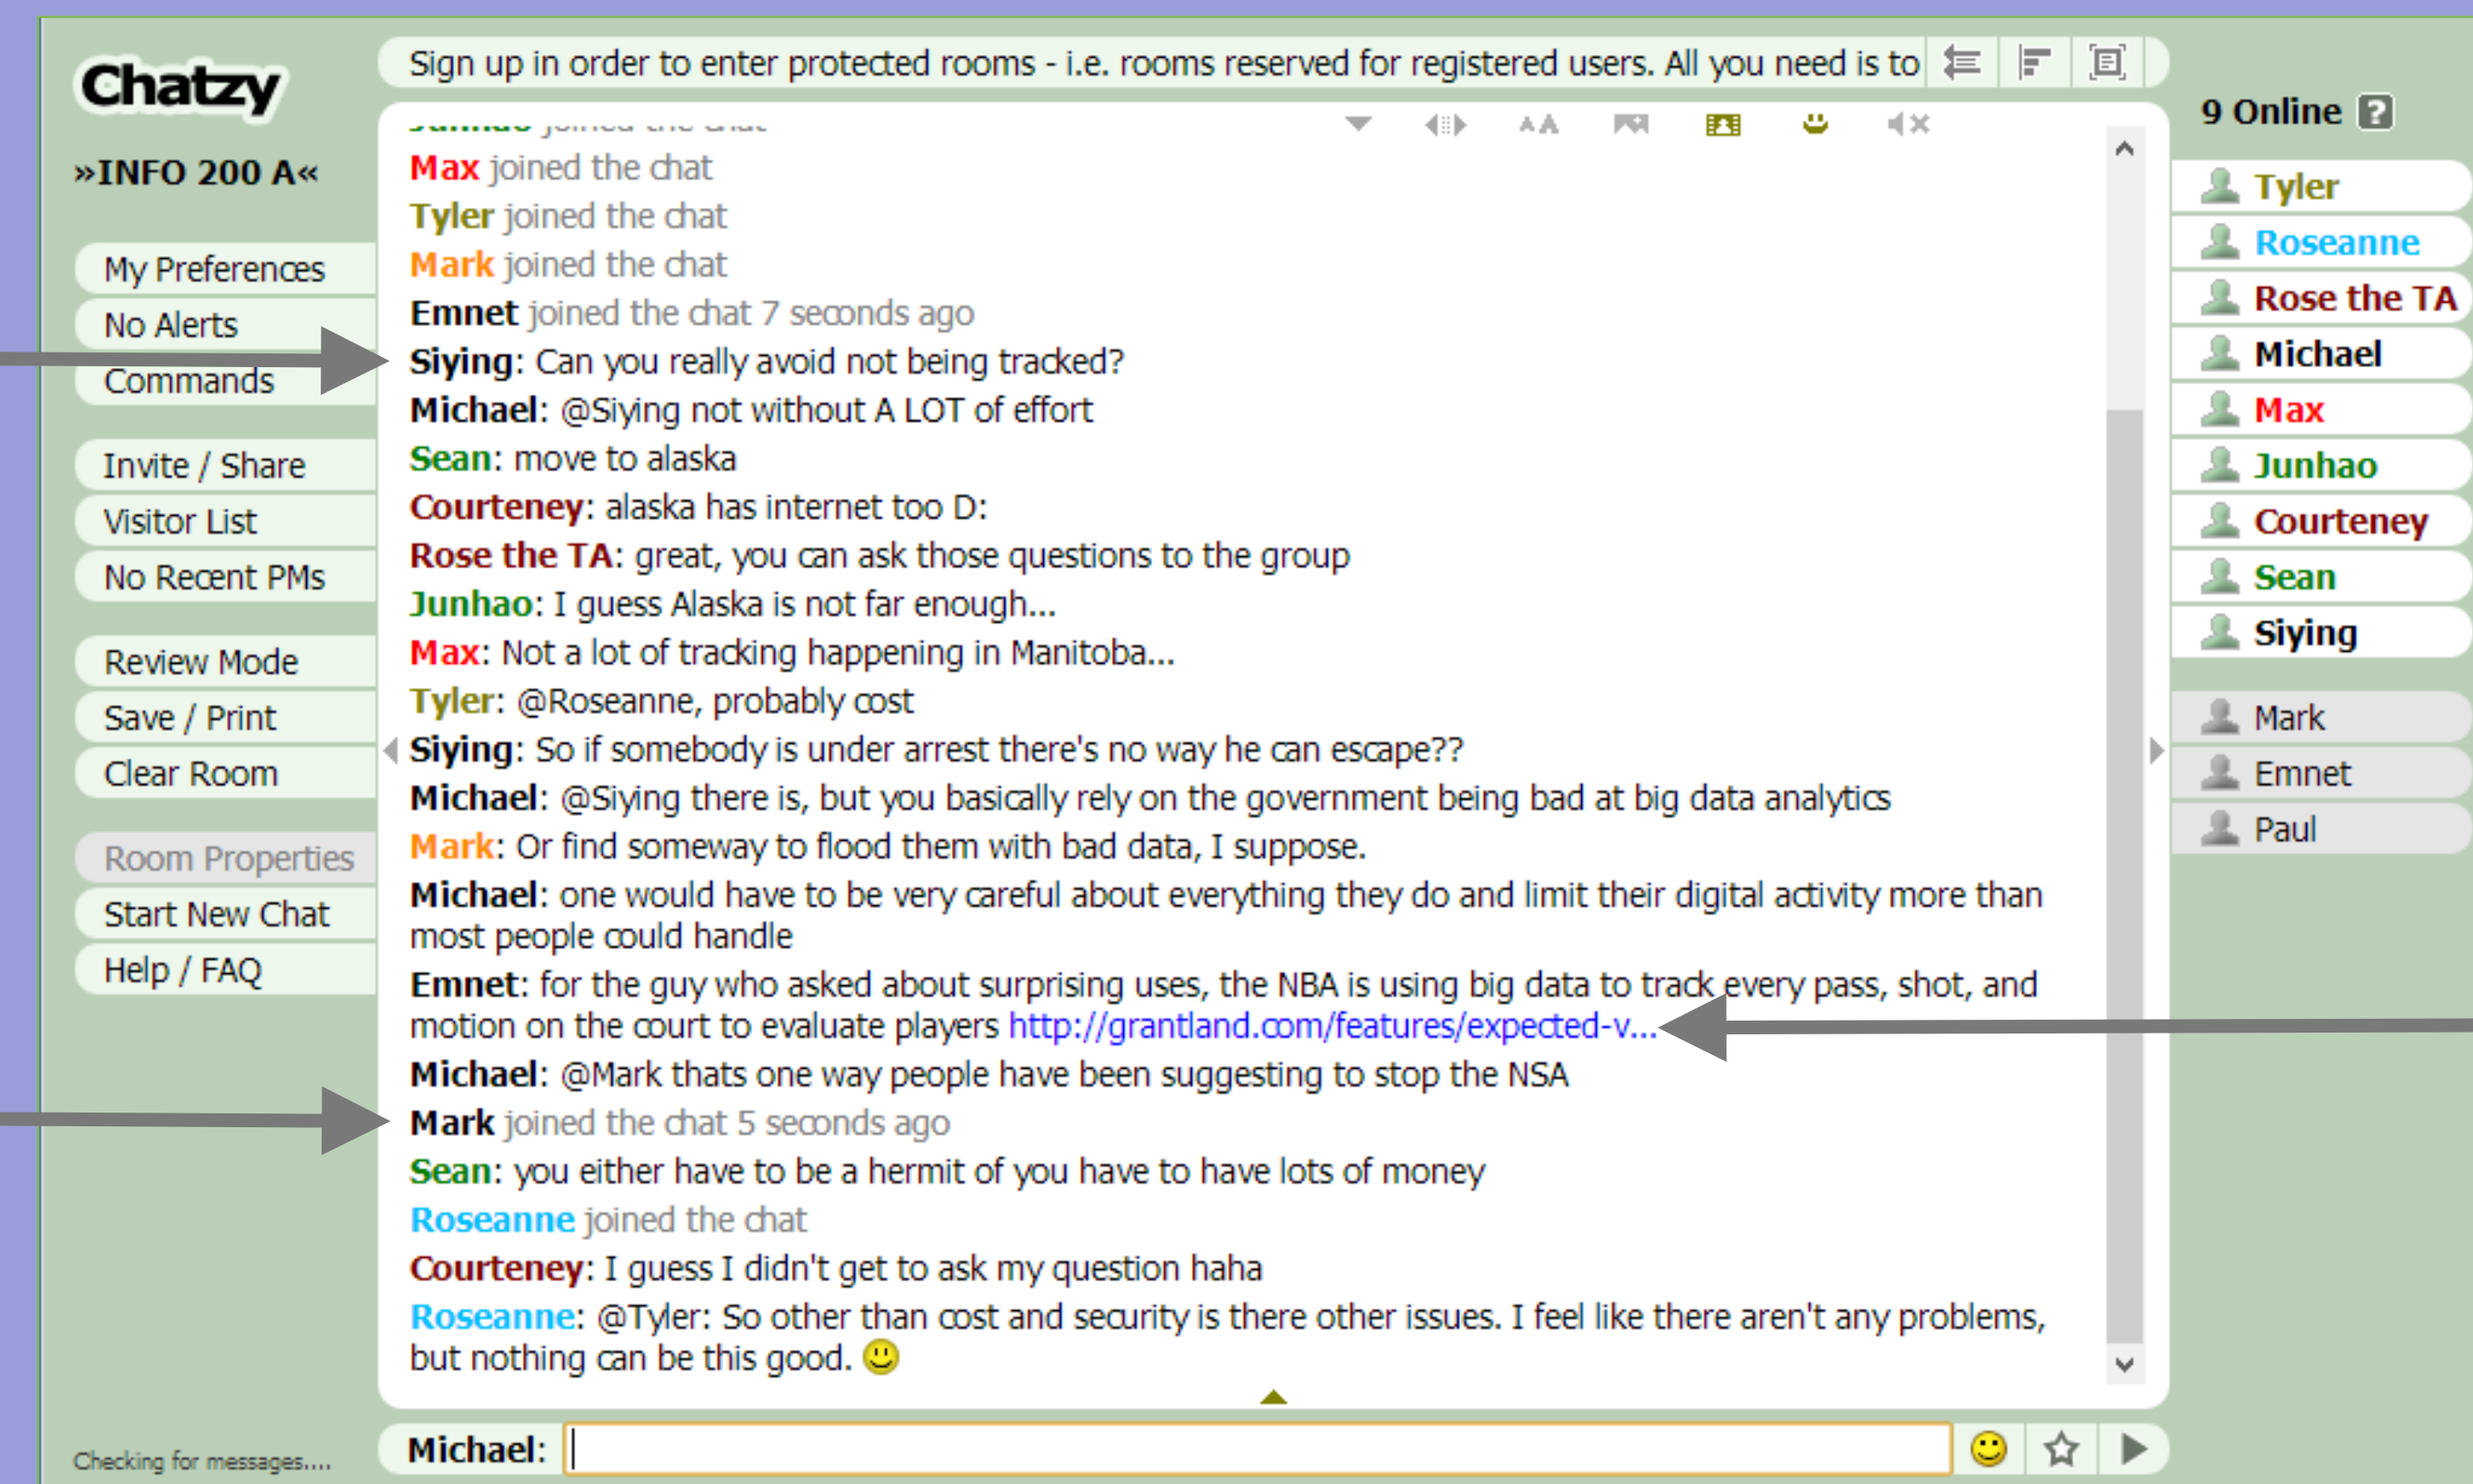 Chatzy
»INFO 200 A«
My Preferences
No Alerts
Commands
Invite / Share
Visitor List
No Recent PMs
Review Mode
Save / Print
Clear Room
Room Properties
Start New Chat
Help / FAQ
Checking for messages....
Sign up in order to enter protected rooms - i.e. rooms reserved for registered users. All you need is to
Junhao joined the chat
Max joined the chat
Tyler joined the chat
Mark joined the chat
Emnet joined the chat 7 seconds ago
Siying: Can you really avoid not being tracked?
Michael: @Siying not without A LOT of effort
Sean: move to alaska
Courteney: alaska has internet too D:
Rose the TA: great, you can ask those questions to the group
Junhao: I guess Alaska is not far enough...
Max: Not a lot of tracking happening in Manitoba...
Tyler: @Roseanne, probably cost
Siying: So if somebody is under arrest there's no way he can escape??
Michael: @Siying there is, but you basically rely on the government being bad at big data analytics
Mark: Or find someway to flood them with bad data, I suppose.
Michael: one would have to be very careful about everything they do and limit their digital activity more than
most people could handle
Emnet: for the guy who asked about surprising uses, the NBA is using big data to track every pass, shot, and
motion on the court to evaluate players http://grantland.com/features/expected-v...
Michael: @Mark thats one way people have been suggesting to stop the NSA
Mark joined the chat 5 seconds ago
Sean: you either have to be a hermit of you have to have lots of money
Roseanne joined the chat
Courteney: I guess I didn't get to ask my question haha
Roseanne: @Tyler: So other than cost and security is there other issues. I feel like there aren't any problems,
but nothing can be this good.
Michael:
9 Online ?
Tyler
Roseanne
Rose the TA
Michael
Max
Junhao
Courteney
Sean
Siying
Mark
Emnet
Paul